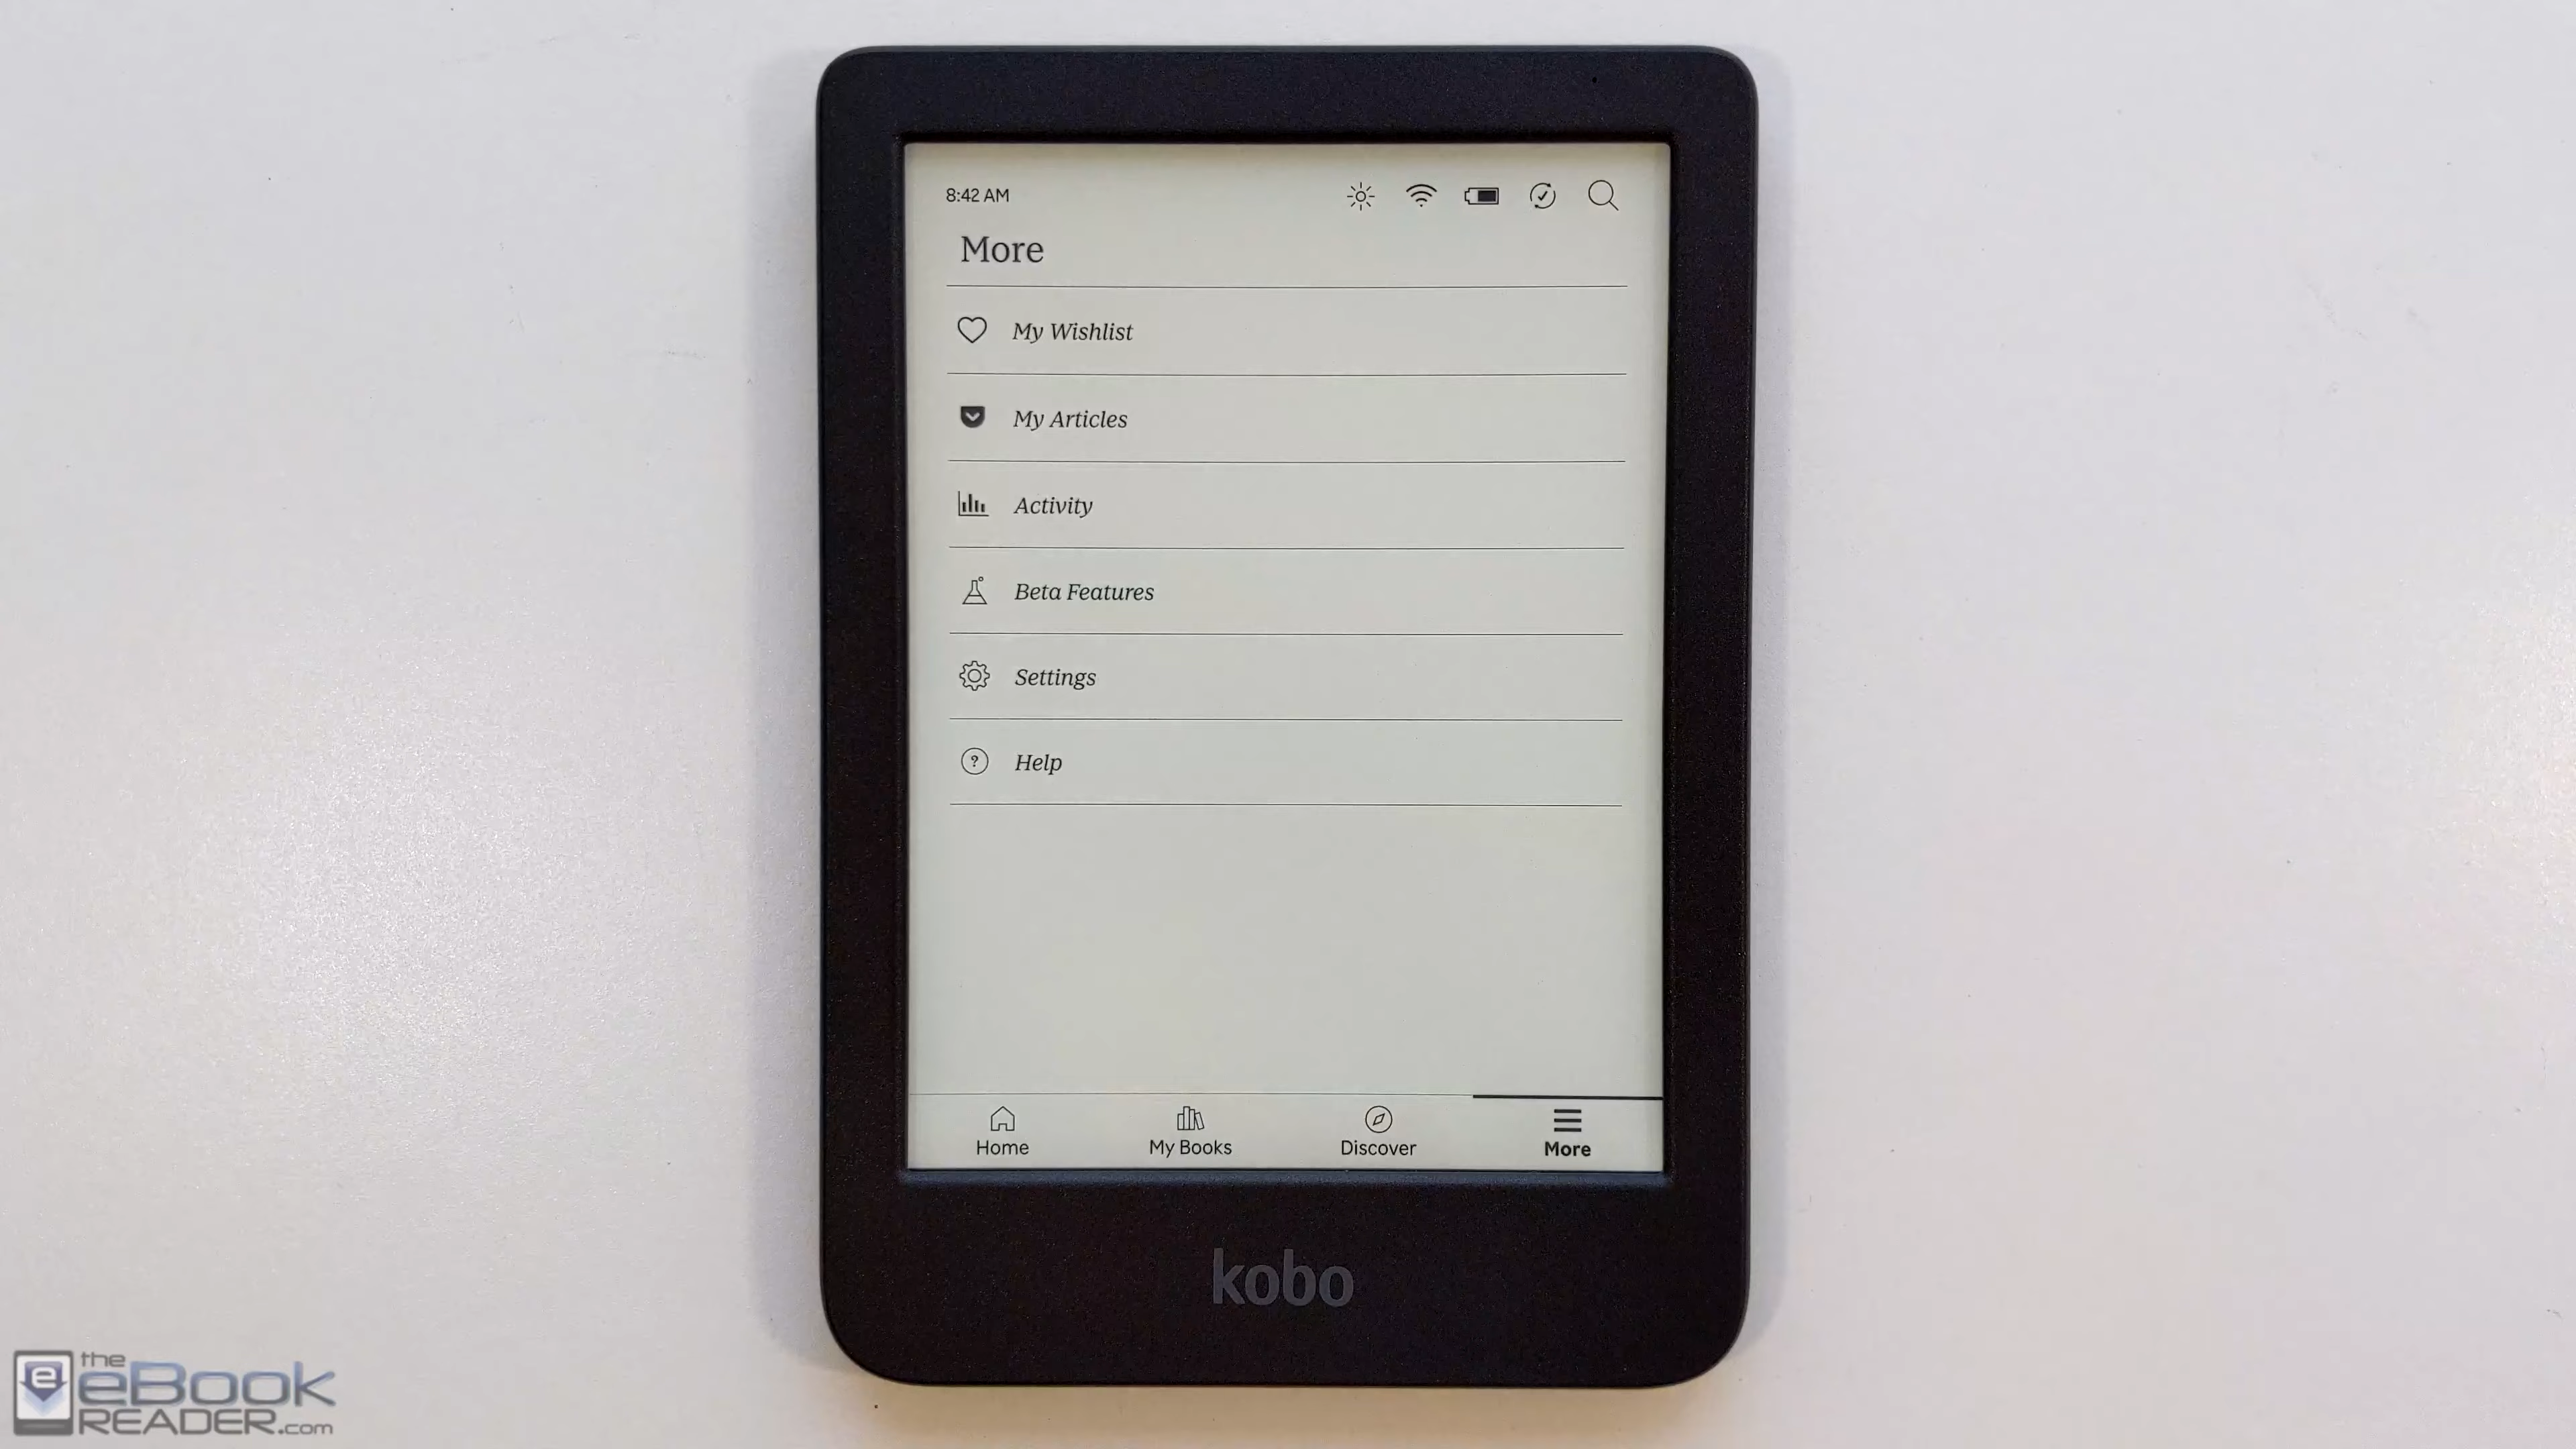 8:42 AM
More
My Wishlist
My Articles
Activity
Beta Features
Settings
? Help
Home My Books Discover More
kobo
e the
eBook
READER.com